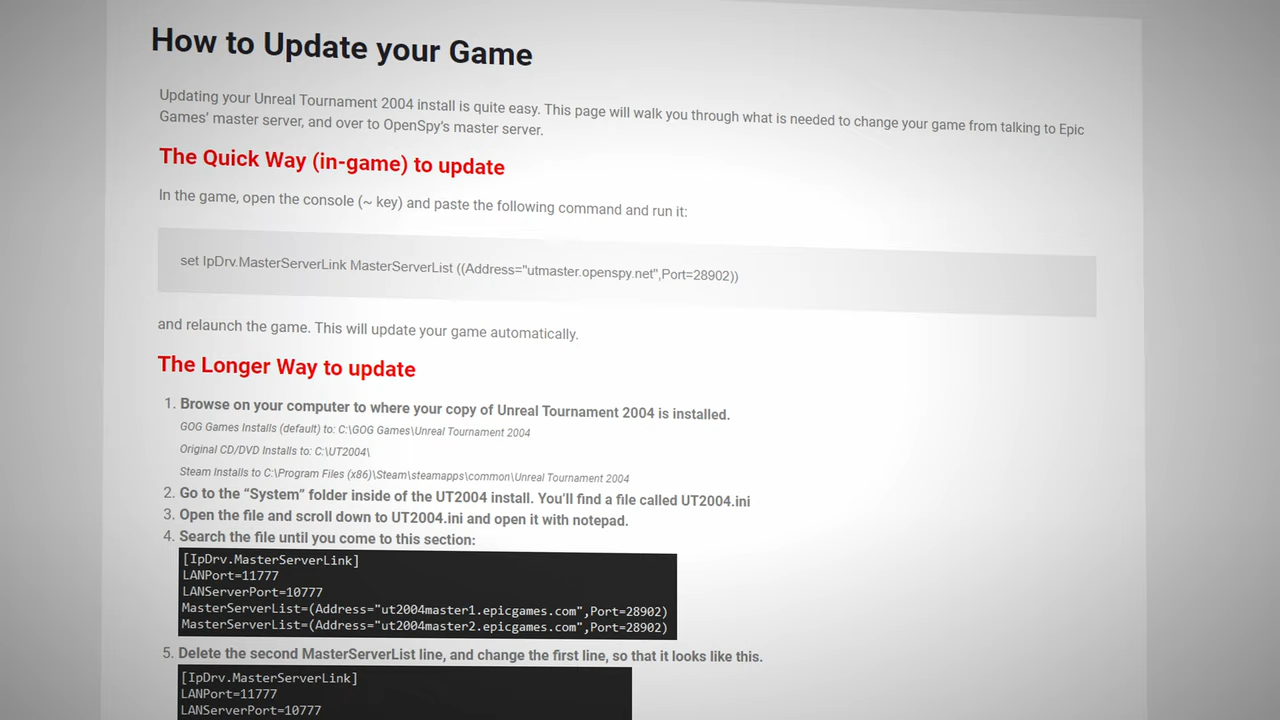 How to Update your Game
Updating your Unreal Tournament 2004 install is quite easy. This page will walk you through what is needed to change your game from talking to Epic
Games’ master server, and over to OpenSpy’s master server.
The Quick Way (in-game) to update
In the game, open the console (~ key) and paste the following command and run it:
set IpDrv.MasterServerLink MasterServerList ((Address="utmaster.openspy.net",Port=28902))
and relaunch the game. This will update your game automatically.
The Longer Way to update
1. Browse on your computer to where your copy of Unreal Tournament 2004 is installed.
GOG Games Installs (default) to: C:\GOG Games\Unreal Tournament 2004
Original CD/DVD Installs to: C:\UT2004\
Steam Installs to C:\Program Files (x86)\Steam\steamapps\common\Unreal Tournament 2004
2. Go to the “System” folder inside of the UT2004 install. You’ll find a file called UT2004.ini
3. Open the file and scroll down to UT2004.ini and open it with notepad.
4. Search the file until you come to this section:
[IpDrv.MasterServerLink]
LANPort=11777
LANServerPort=10777
MasterServerList=(Address="ut2004master1.epicgames.com",Port=28902)
MasterServerList=(Address="ut2004master2.epicgames.com",Port=28902)
5. Delete the second MasterServerList line, and change the first line, so that it looks like this.
[IpDrv.MasterServerLink]
LANPort=11777
LANServerPort=10777